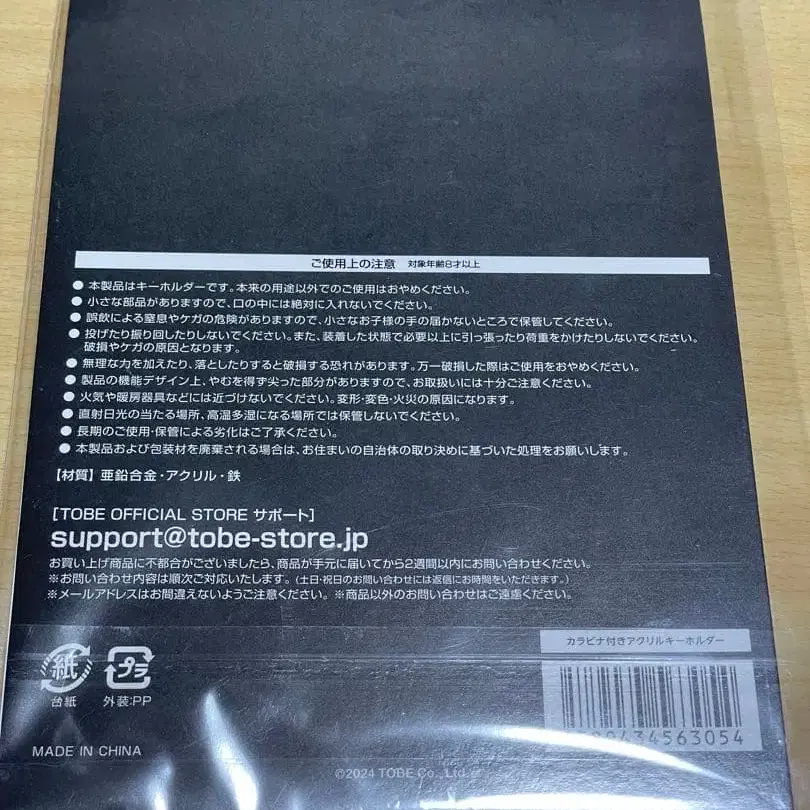 ご使用上の注意 対象年齢8才以上
● 本製品はキーホルダーです。本来の用途以外でのご使用はおやめください。
● 小さな部品がありますので、口の中には絶対に入れないでください。
● 誤飲による窒息やケガの危険がありますので、小さなお子様の手の届かないところで保管してください。
● 投げたり振り回したりしないでください。また、装着した状態で必要以上に引っ張ったり荷重をかけたりしないでください。
破損やケガの原因となります。
● 無理な力を加えたり、落としたりすると破損する恐れがあります。万一破損した際はご使用をおやめください。
● 製品の機能デザイン上、やむを得ず尖った部分がありますので、お取扱いには十分ご注意ください。
● 火気や暖房器具などには近づけないでください。変形・変色・火災の原因になります。
● 直射日光の当たる場所、高温多湿になる場所では保管しないでください。
● 長期のご使用・保管による劣化はご了承ください。
● 本製品および包装材を廃棄される場合は、お住まいの自治体の取り決めに基づいた処理をお願いします。
【材質】亜鉛合金・アクリル・鉄
[TOBE OFFICIAL STORE サポート]
support@tobe-store.jp
お買い上げ商品に不都合がございましたら、商品が手元に届いてから2週間以内にお問い合わせください。
※お問い合わせ内容は順次ご対応いたします。(土日・祝日のお問い合わせには返信にお時間をいただきます。)
※メールアドレスはお間違えないようご注意ください。 ※商品以外のお問い合わせはご遠慮ください。
カラビナ付きアクリルキーホルダー
紙 プラ
台紙 外装:PP
434563054
MADE IN CHINA
©2024 TOBE Co., Ltd.